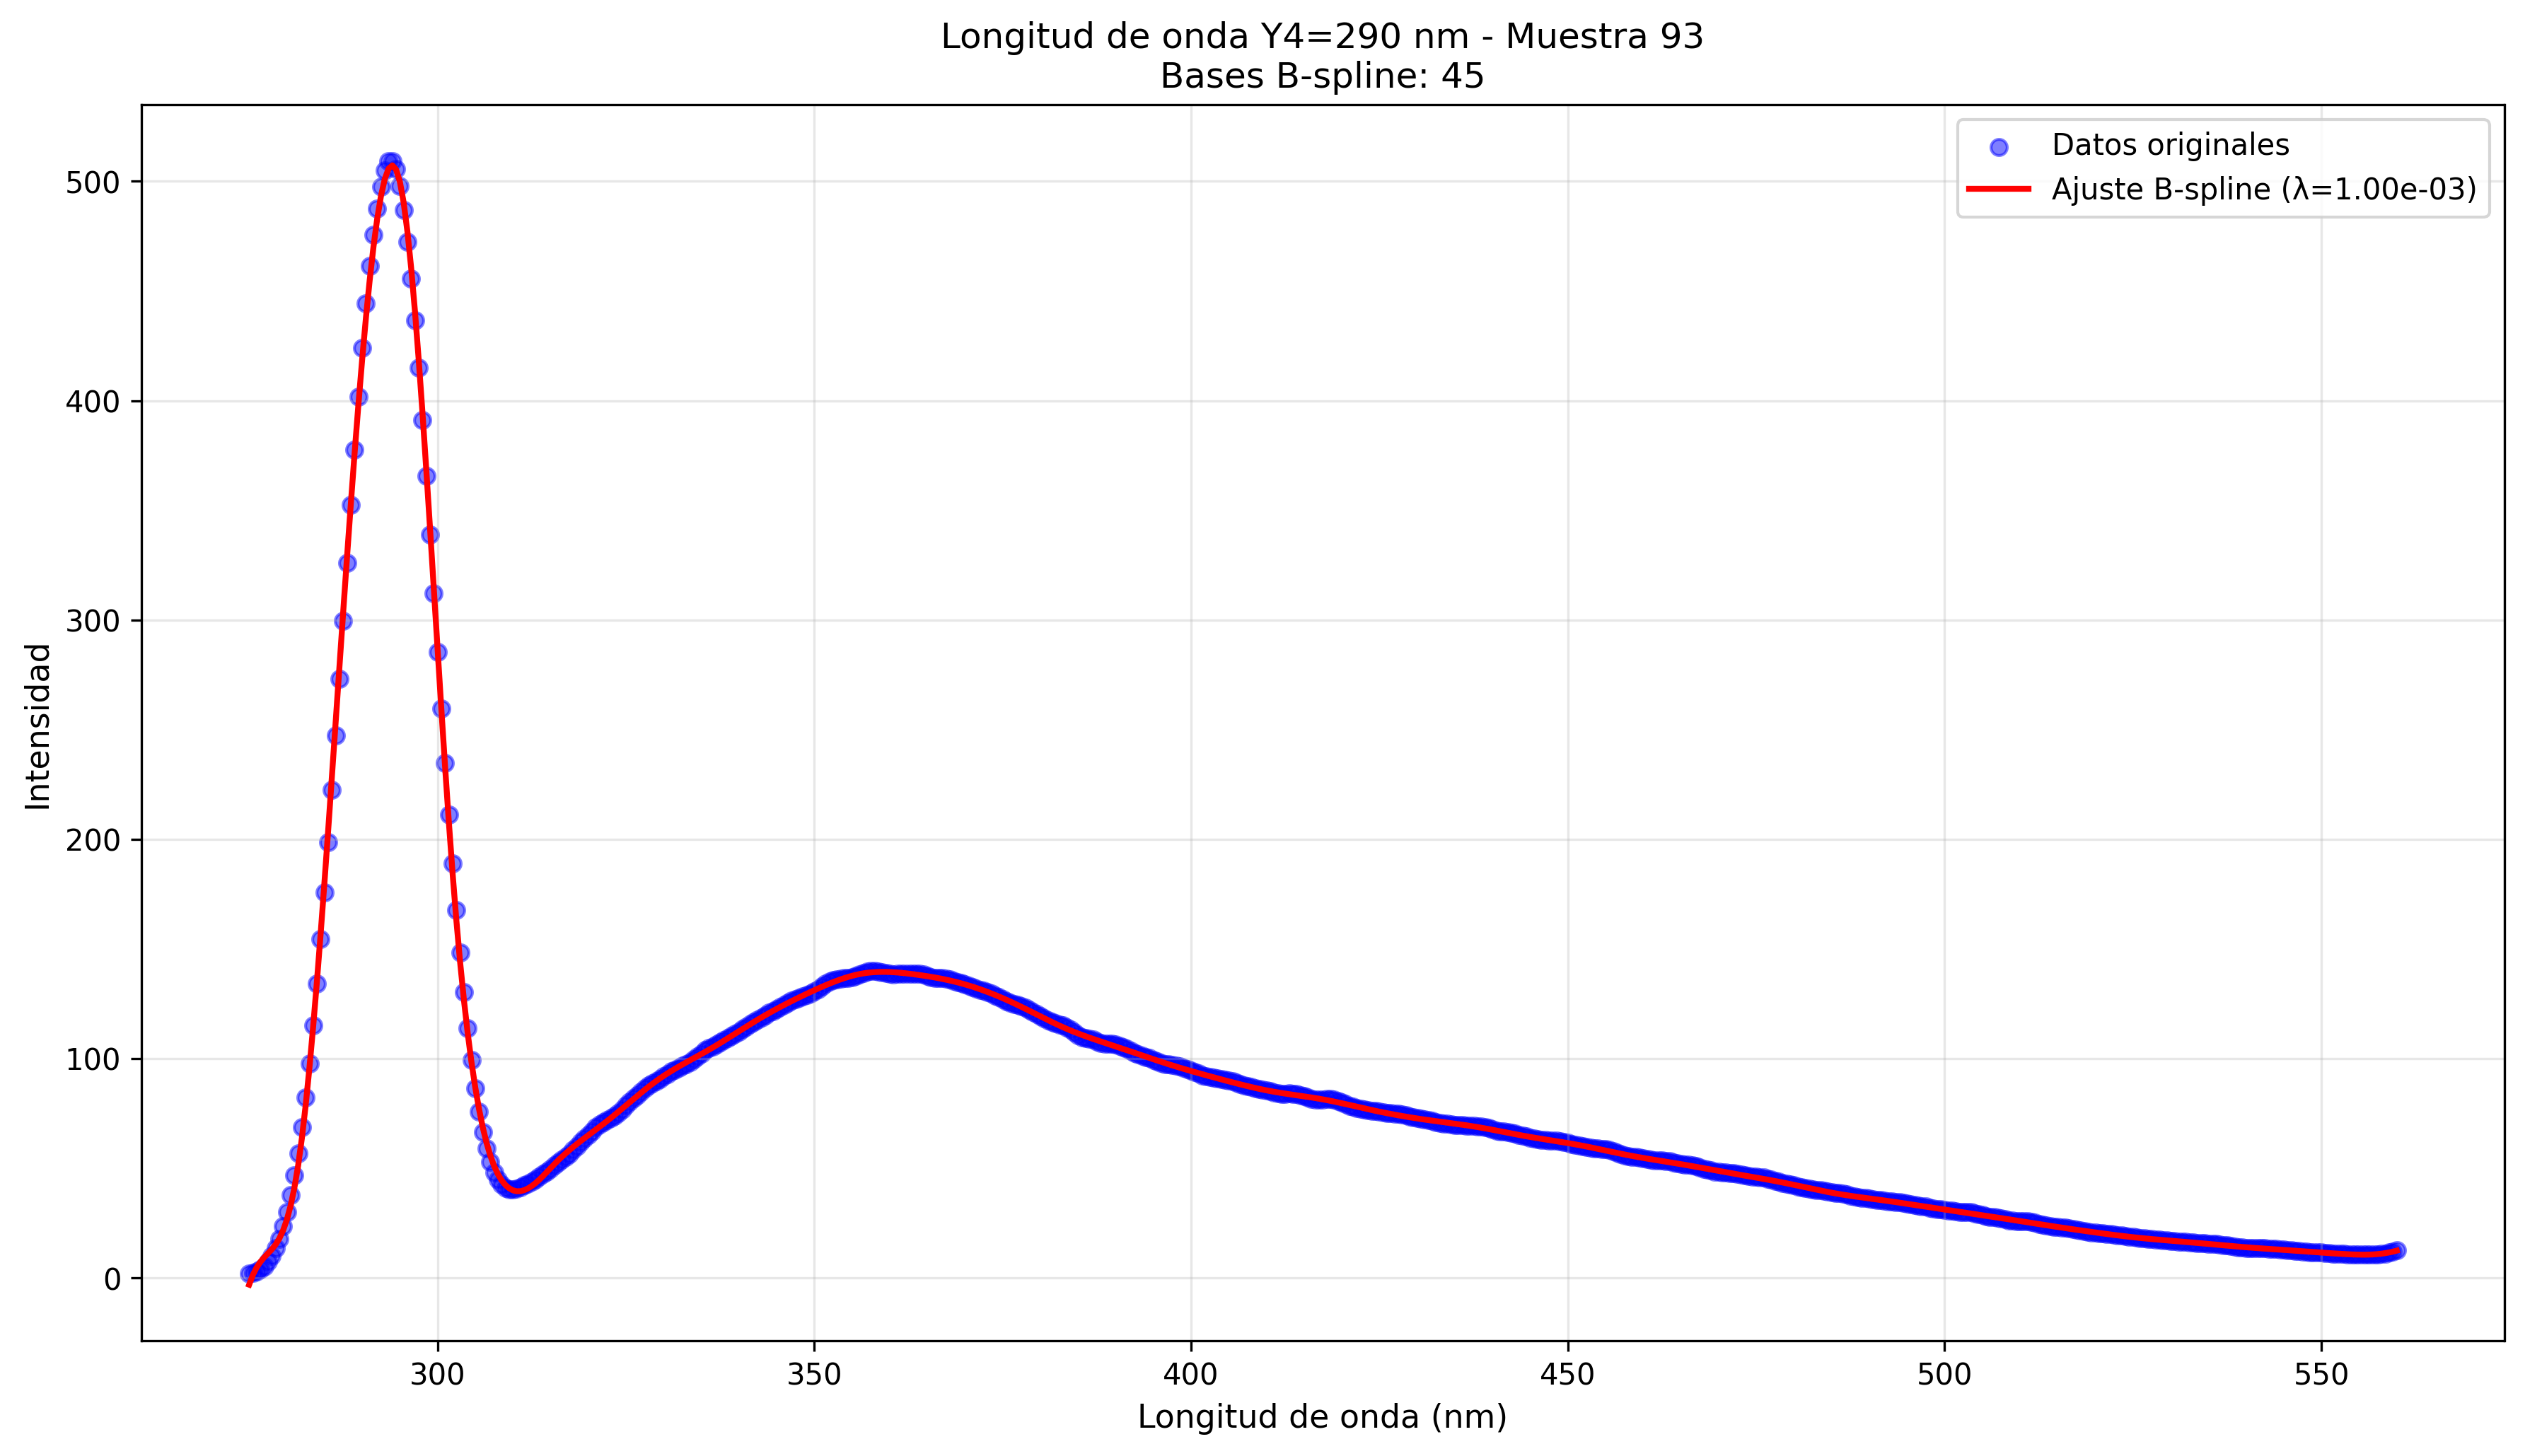 Longitud de onda Y4=290 nm - Muestra 93
Bases B-spline: 45
Datos originales
Ajuste B-spline (λ=1.00e-03)
Intensidad
500
400
300
200
100
0
300
350
400
450
500
550
Longitud de onda (nm)